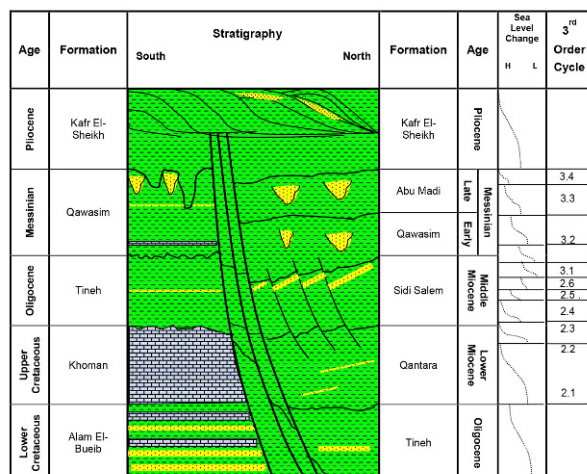 Age
Formation
Stratigraphy
South
North
Formation
Age
Sea
Level
Change
H L
3rd
Order
Cycle
Pliocene
Kafr El-
Sheikh
Kafr El-
Sheikh
Pliocene
Messinian
Qawasim
Abu Madi
Late
Messinian
3.4
3.3
Qawasim
Early
3.2
Oligocene
Tineh
Sidi Salem
Middle
Miocene
3.1
2.6
2.5
2.4
2.3
Upper
Cretaceous
Khoman
Qantara
Lower
Miocene
2.2
2.1
Lower
Cretaceous
Alam El-
Bueib
Tineh
Oligocene